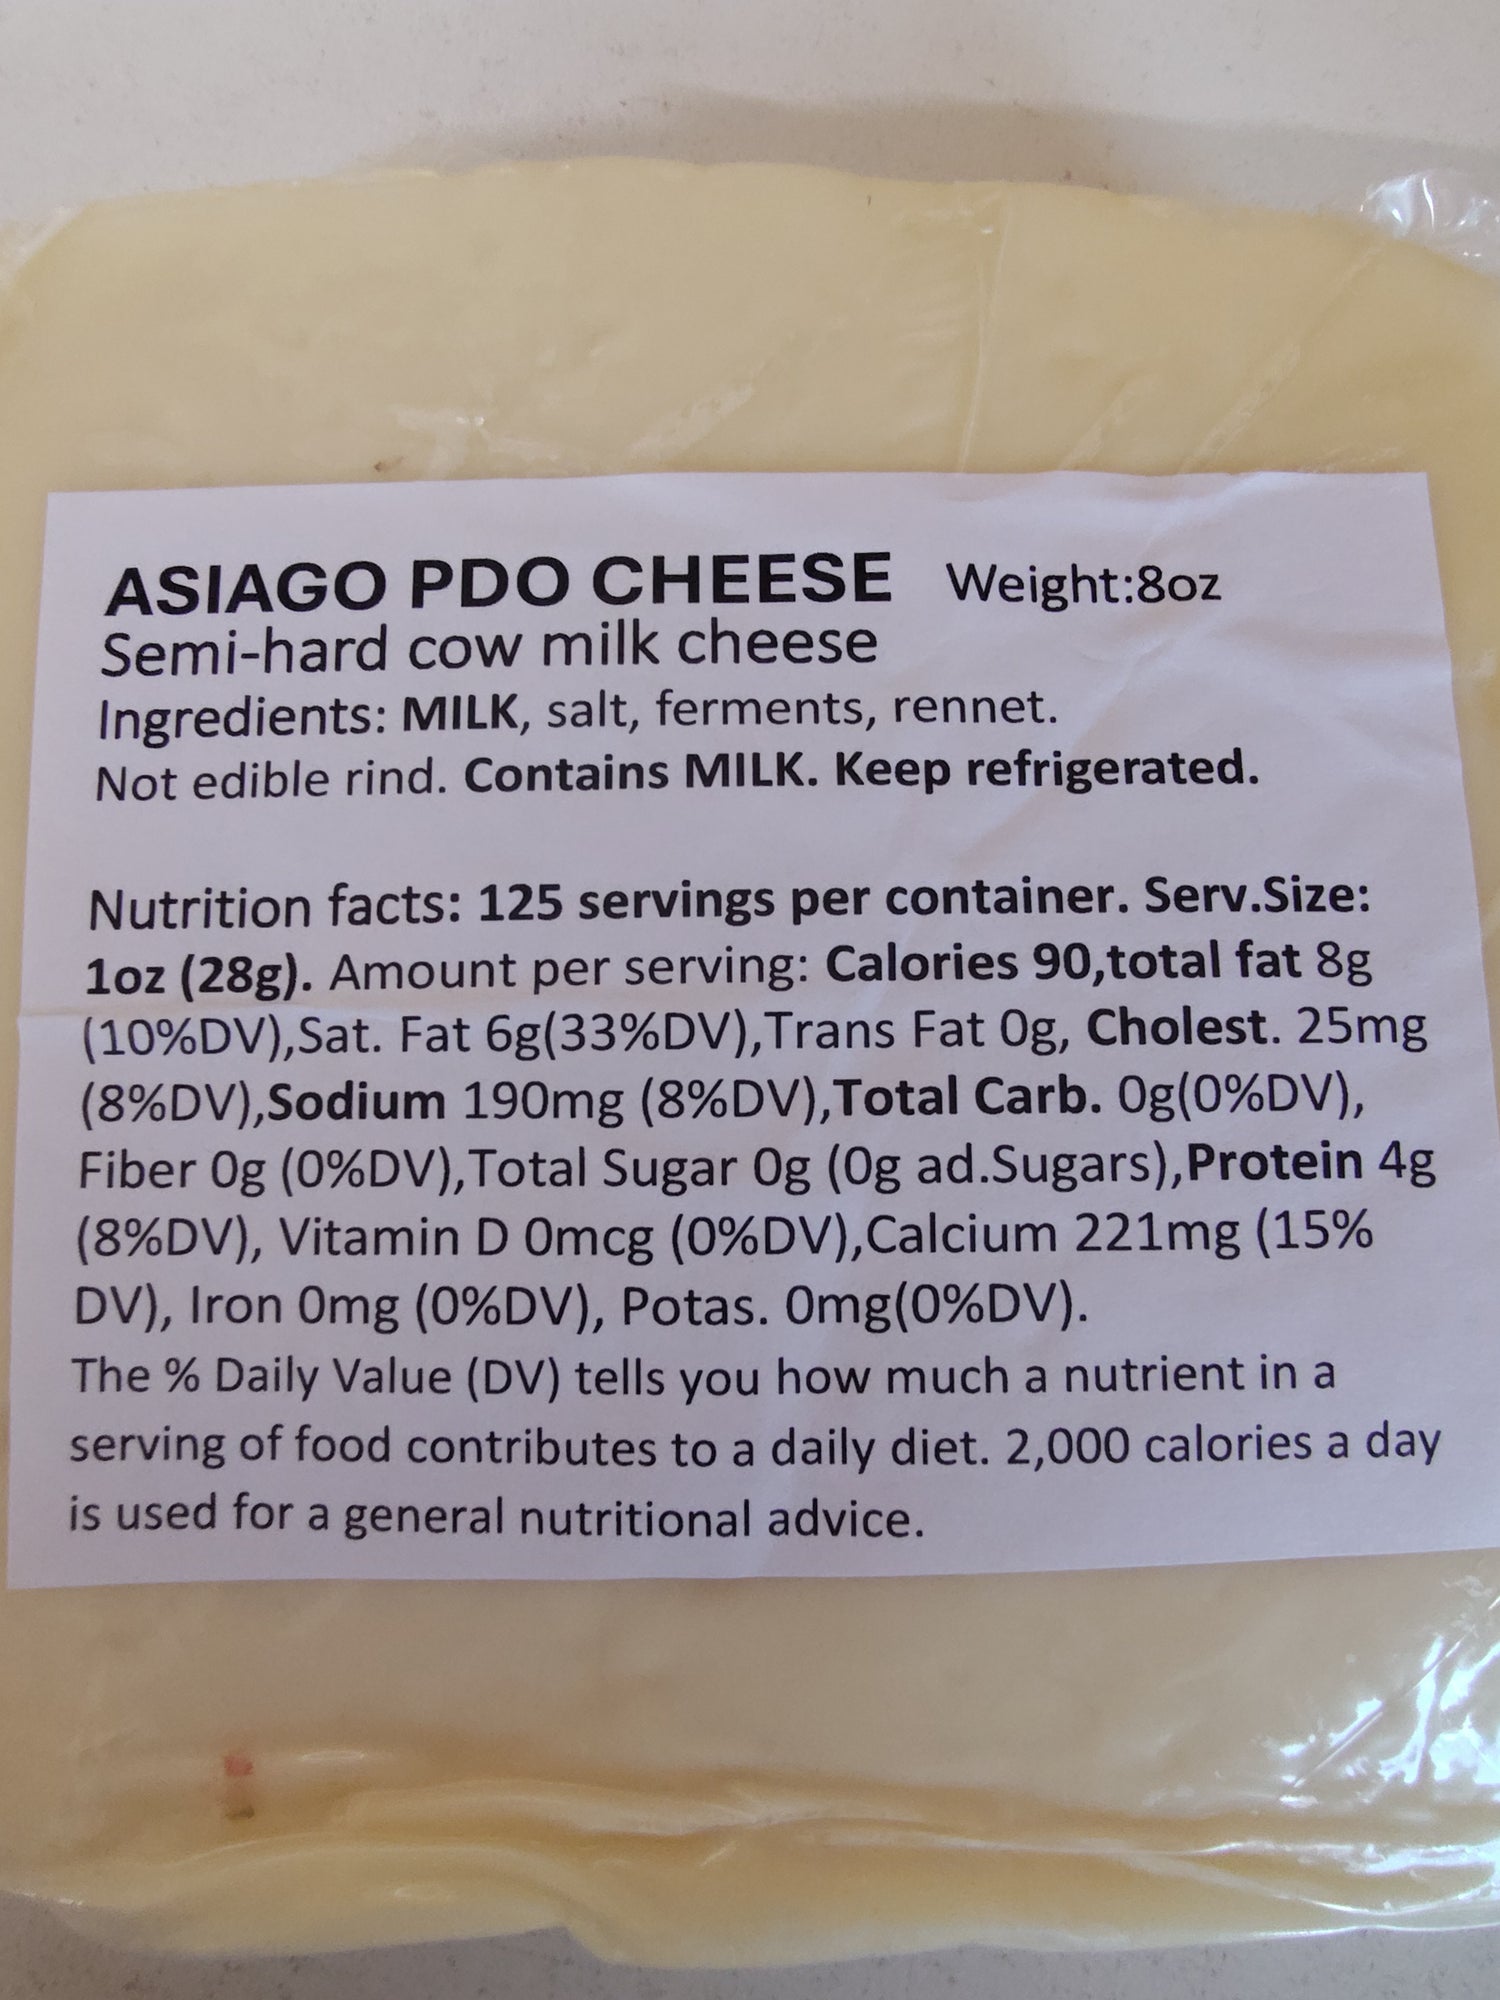 ASIAGO PDO CHEESE Weight:8oz
Semi-hard cow milk cheese
Ingredients: MILK, salt, ferments, rennet.
Not edible rind. Contains MILK. Keep refrigerated.
Nutrition facts: 125 servings per container. Serv.Size:
1oz (28g). Amount per serving: Calories 90,total fat 8g
(10%DV),Sat. Fat 6g(33%DV),Trans Fat 0g, Cholest. 25mg
(8%DV),Sodium 190mg (8%DV),Total Carb. 0g(0%DV),
Fiber 0g (0%DV),Total Sugar 0g (0g ad.Sugars),Protein 4g
(8%DV), Vitamin D 0mcg (0%DV),Calcium 221mg (15%
DV), Iron 0mg (0%DV), Potas. 0mg(0%DV).
The % Daily Value (DV) tells you how much a nutrient in a
serving of food contributes to a daily diet. 2,000 calories a day
is used for a general nutritional advice.